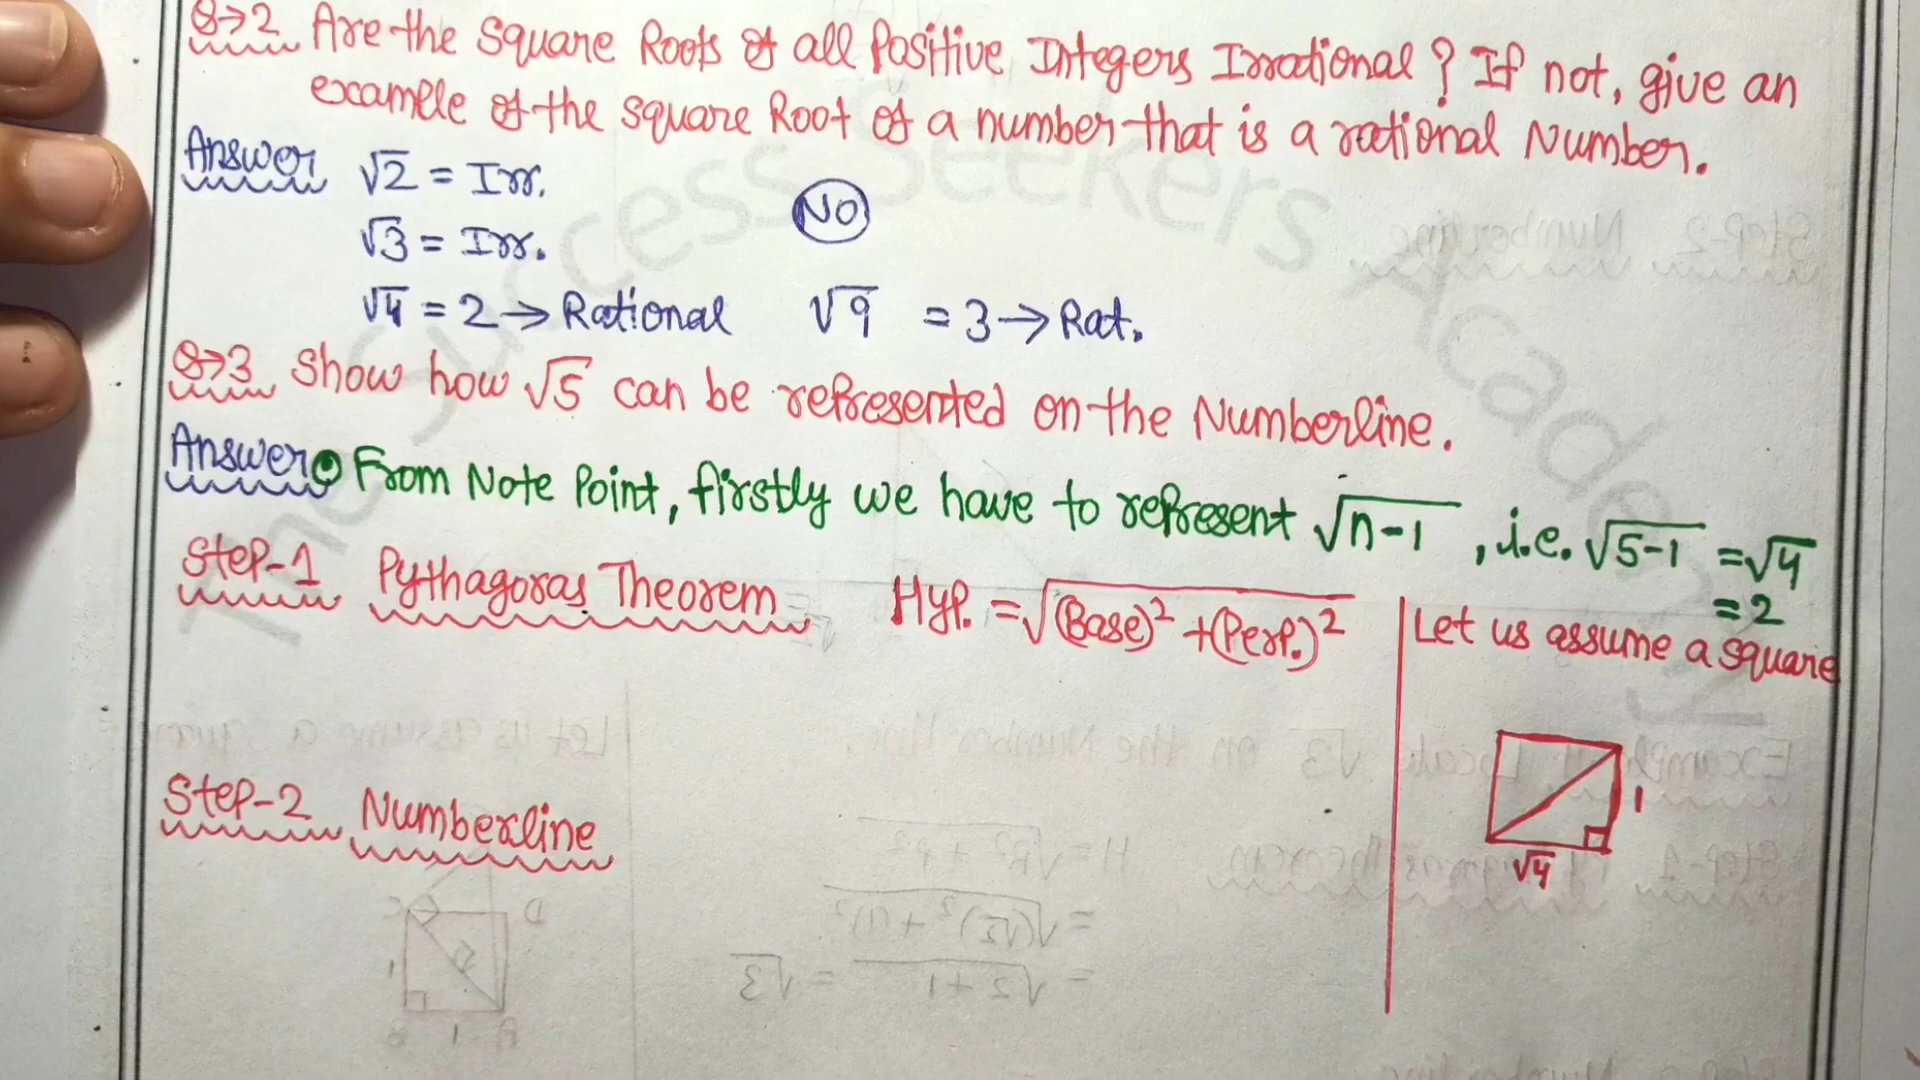 Q→2 Are the Square Roots of all Positive Integers Irrational? If not, give an
example of the square Root of a number that is a rational Number.
Answer √2 = Irr.
NO
√3 = Irr.
√4 = 2 → Rational √9 = 3 → Rat.
Q→3 Show how √5 can be represented on the Numberline.
Answer From Note Point, firstly we have to represent √n-1, i.e. √5-1 = √4
= 2
Step-1 Pythagoras Theorem Hyp. = √(Base)² + (Perp.)²
Let us assume a square
1
√4
Step-2 Numberline
The Success Seekers Academy